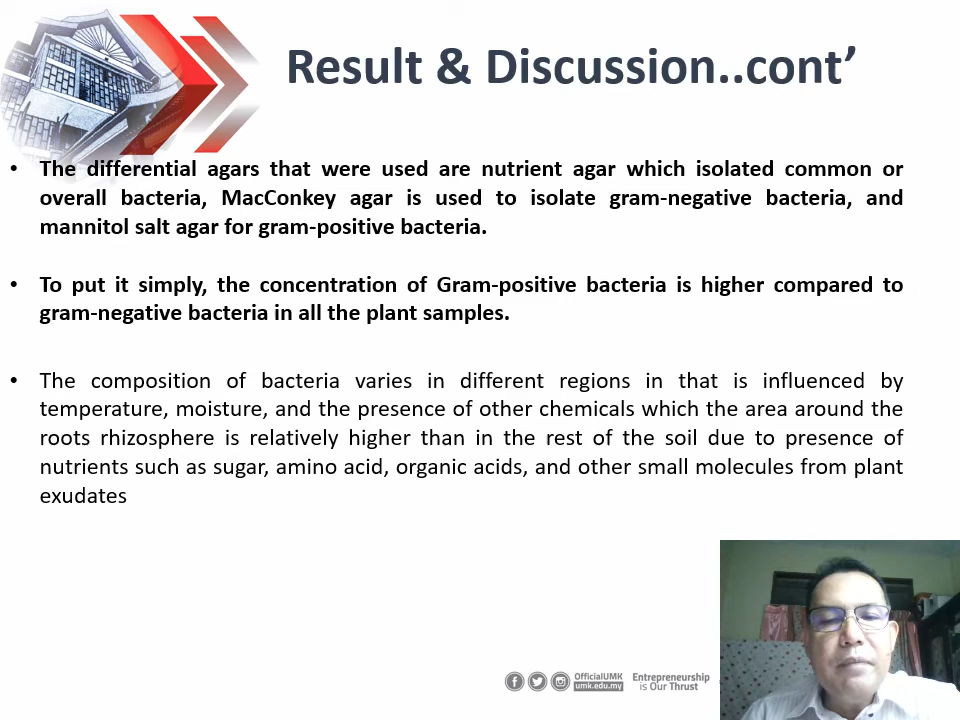 Result & Discussion..cont’
• The differential agars that were used are nutrient agar which isolated common or
overall bacteria, MacConkey agar is used to isolate gram-negative bacteria, and
mannitol salt agar for gram-positive bacteria.
• To put it simply, the concentration of Gram-positive bacteria is higher compared to
gram-negative bacteria in all the plant samples.
• The composition of bacteria varies in different regions in that is influenced by
temperature, moisture, and the presence of other chemicals which the area around the
roots rhizosphere is relatively higher than in the rest of the soil due to presence of
nutrients such as sugar, amino acid, organic acids, and other small molecules from plant
exudates
OfficialUMK
umk.edu.my
Entrepreneurship
is Our Thrust